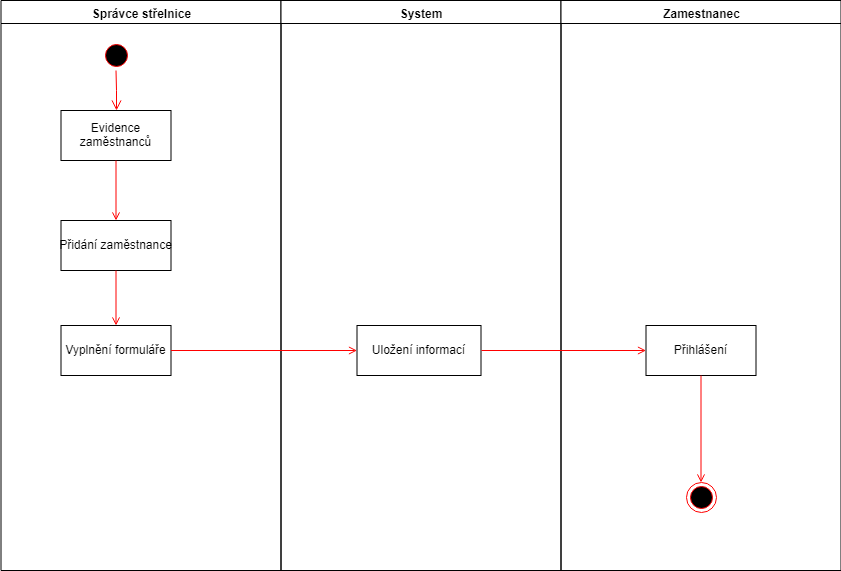 Správce střelnice
System
Zamestnanec
Evidence
zaměstnanců
Přidání zaměstnance
Vyplnění formuláře
Uložení informací
Přihlášení